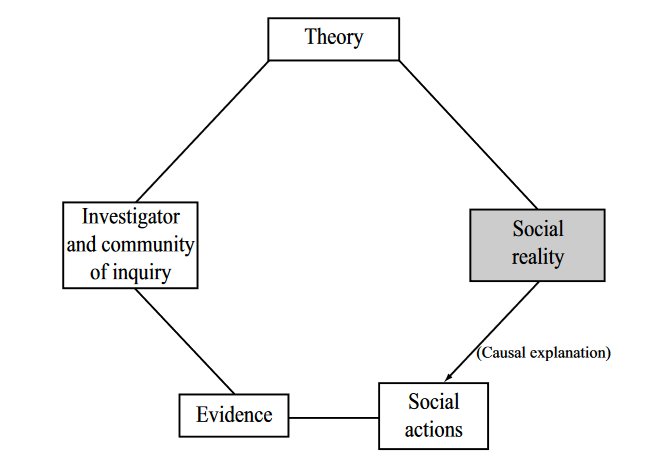 Theory
Investigator
and community
of inquiry
Social
reality
(Causal explanation)
Evidence
Social
actions